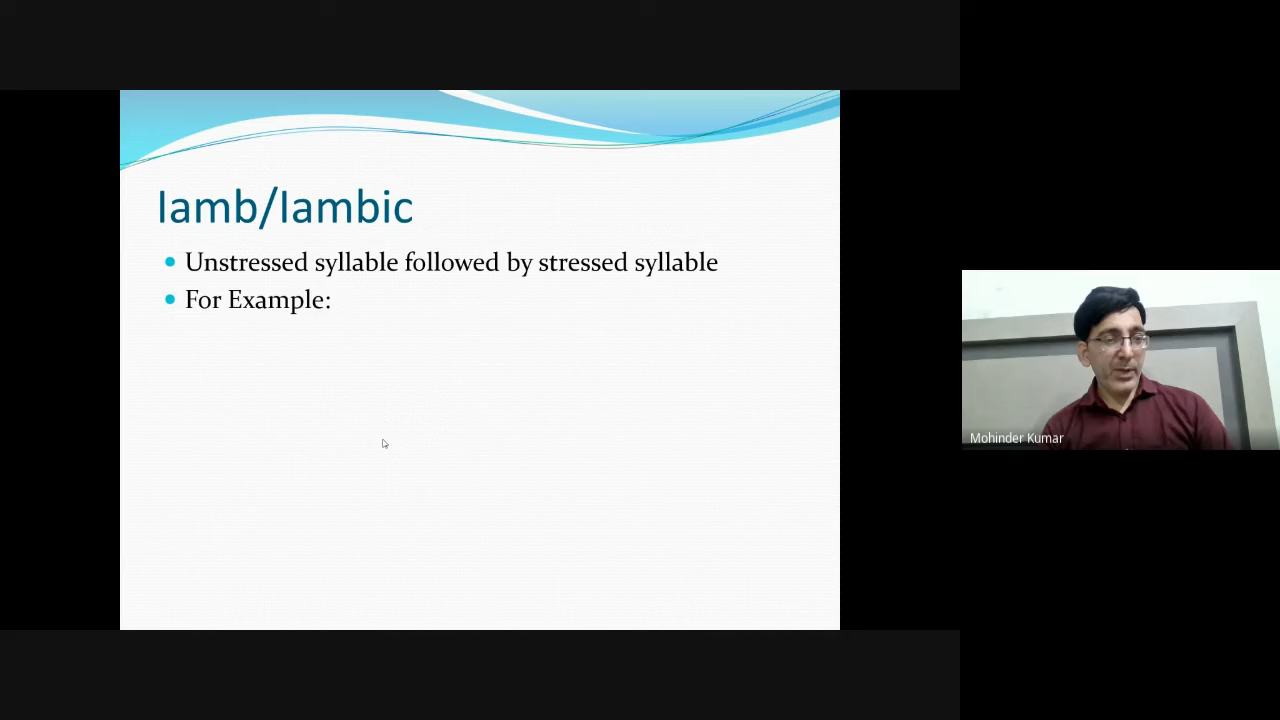 Iamb/Iambic
Unstressed syllable followed by stressed syllable
For Example:
Mohinder Kumar